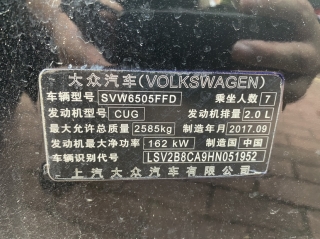 大众汽车(VOLKSWAGEN)
车辆型号 SVW6505FFD 乘坐人数 7
发动机型号 CUG 发动机排量 2.0 L
最大允许总质量 2585kg 制造年月 2017.09
发动机最大净功率 162 kW 制造国 中国
车辆识别代号 LSV2B8CA9HN051952
上汽大众汽车有限公司